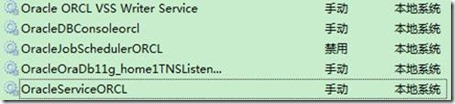 Oracle ORCL VSS Writer Service 手动 本地系统
OracleDBConsoleorcl 手动 本地系统
OracleJobSchedulerORCL 禁用 本地系统
OracleOraDb11g_home1TNSListen... 手动 本地系统
OracleServiceORCL 手动 本地系统